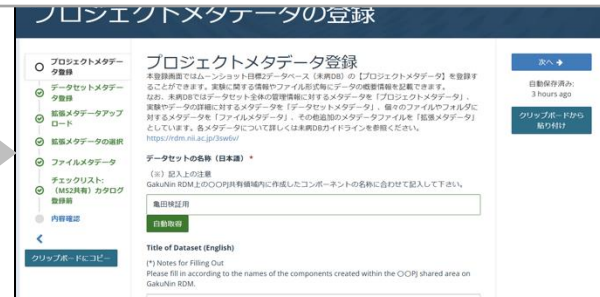 プロジェクトメタデータの登録
プロジェクトメタデー
タ登録
データセットメタデー
タ登録
拡張メタデータアップ
ロード
拡張メタデータの選択
ファイルメタデータ
チェックリスト:
(MS2共有) カタログ
登録前
内容確認
クリップボードにコピー
プロジェクトメタデータ登録
本登録画面ではムーンショット目標2データベース(未病DB)の【プロジェクトメタデータ】を登録す
ることができます。実験に関する情報やファイル形式毎にデータの概要情報を記載できます。
なお、未病DBではデータセット全体の管理情報に対するメタデータを「プロジェクトメタデータ」、
実験やデータの詳細に対するメタデータを「データセットメタデータ」、個々のファイルやフォルダに
対するメタデータを「ファイルメタデータ」、その他追加のメタデータファイルを「拡張メタデータ」
としています。各メタデータについて詳しくは未病DBガイドラインを参照ください。
https://rdm.nii.ac.jp/3sw6v/
データセットの名称(日本語) *
(※) 記入上の注意
GakuNin RDM上の〇〇PJ共有領域内に作成したコンポーネントの名称に合わせて記入して下さい。
亀田検証用
自動取得
Title of Dataset (English)
(*) Notes for Filling Out
Please fill in according to the names of the components created within the 〇〇PJ shared area on
GakuNin RDM.
次へ
自動保存済み:
3 hours ago
クリップボードから
貼り付け